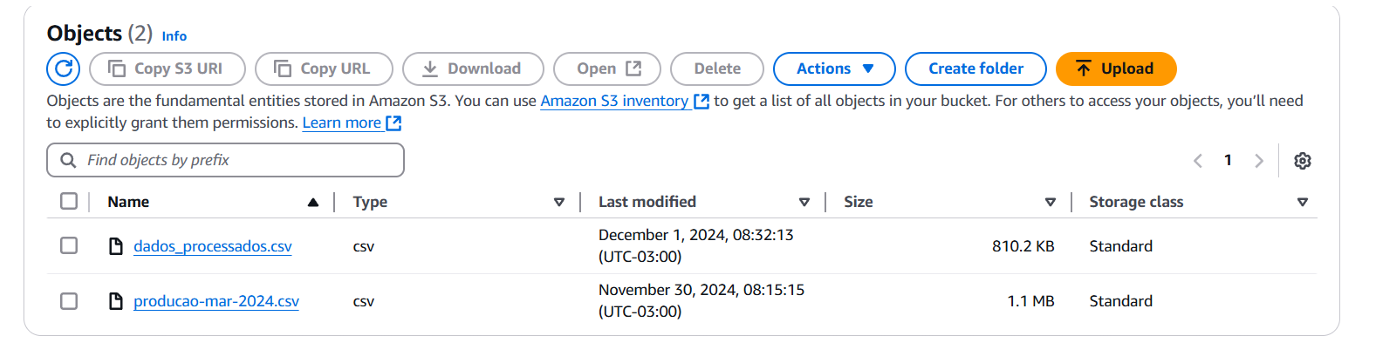 Objects (2) Info
Copy S3 URI Copy URL Download Open Delete Actions Create folder Upload
Objects are the fundamental entities stored in Amazon S3. You can use Amazon S3 inventory to get a list of all objects in your bucket. For others to access your objects, you’ll need
to explicitly grant them permissions. Learn more
Find objects by prefix 1
Name Type Last modified Size Storage class
dados_processados.csv csv December 1, 2024, 08:32:13 (UTC-03:00) 810.2 KB Standard
producao-mar-2024.csv csv November 30, 2024, 08:15:15 (UTC-03:00) 1.1 MB Standard